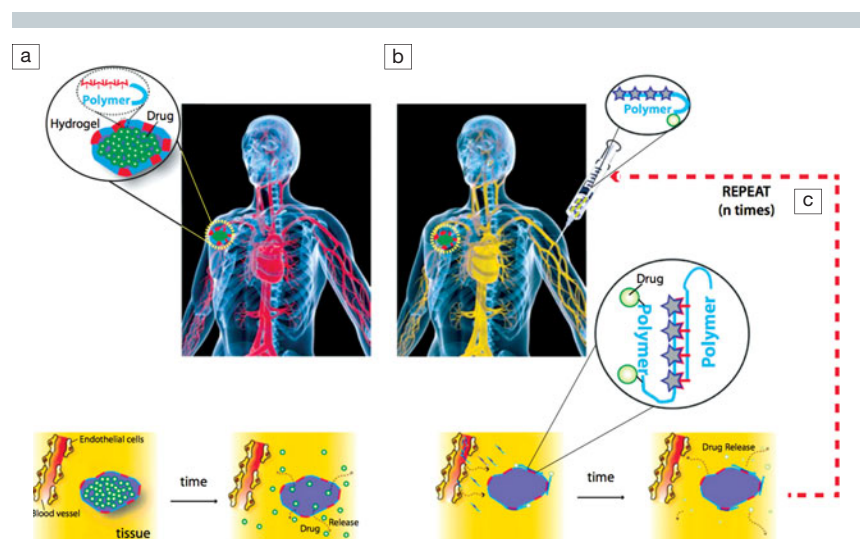 a
b
Polymer
Hydrogel
Drug
Polymer
REPEAT
(n times)
c
Drug
Polymer
Polymer
Endothelial cells
Blood vessel
tissue
time
Release
Drug
time
Drug Release